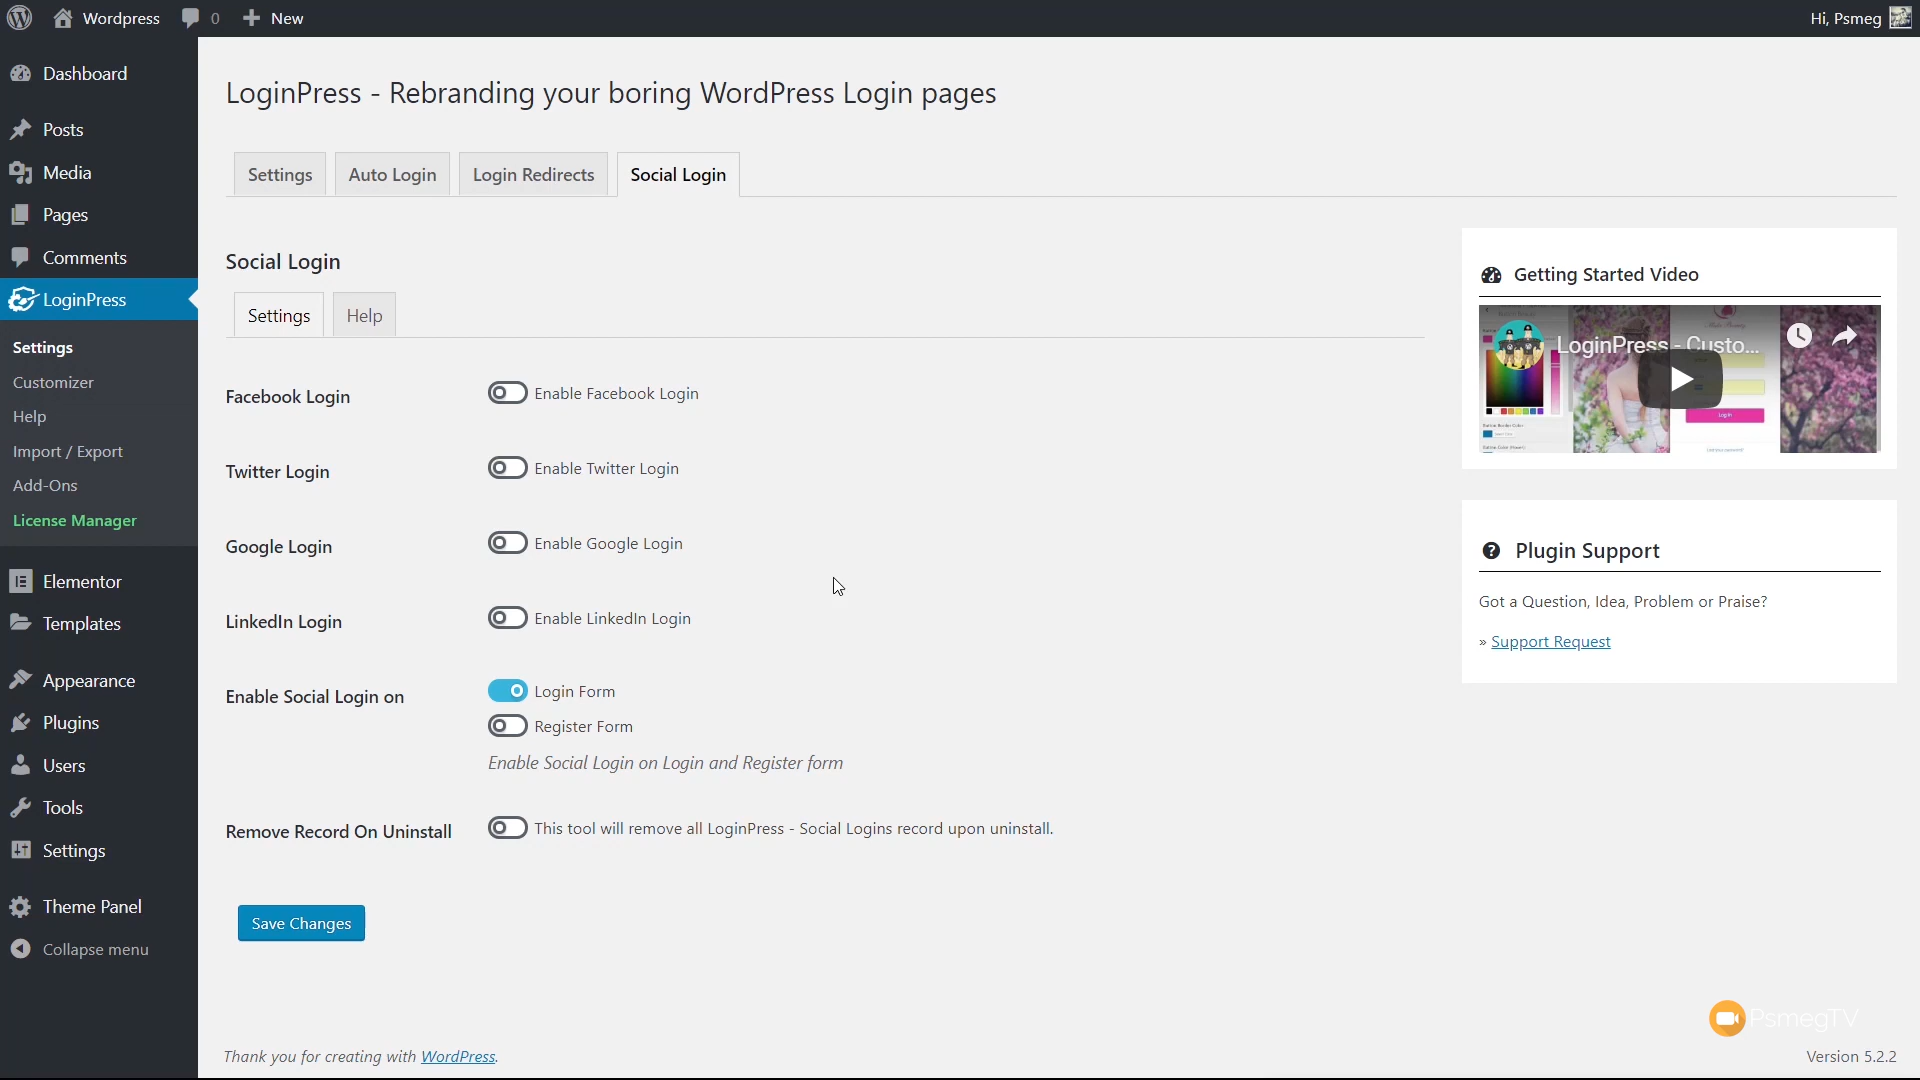 Wordpress 0 New Hi, Psmeg
Dashboard
Posts
Media
Pages
Comments
LoginPress
Settings
Customizer
Help
Import / Export
Add-Ons
License Manager
Elementor
Templates
Appearance
Plugins
Users
Tools
Settings
Theme Panel
Collapse menu
LoginPress - Rebranding your boring WordPress Login pages
Settings Auto Login Login Redirects Social Login
Social Login
Settings Help
Facebook Login Enable Facebook Login
Twitter Login Enable Twitter Login
Google Login Enable Google Login
LinkedIn Login Enable LinkedIn Login
Enable Social Login on Login Form
Register Form
Enable Social Login on Login and Register form
Remove Record On Uninstall This tool will remove all LoginPress - Social Logins record upon uninstall.
Save Changes
Getting Started Video
LoginPress - Custo...
Log In
Plugin Support
Got a Question, Idea, Problem or Praise?
» Support Request
PsmegTV
Thank you for creating with WordPress.
Version 5.2.2